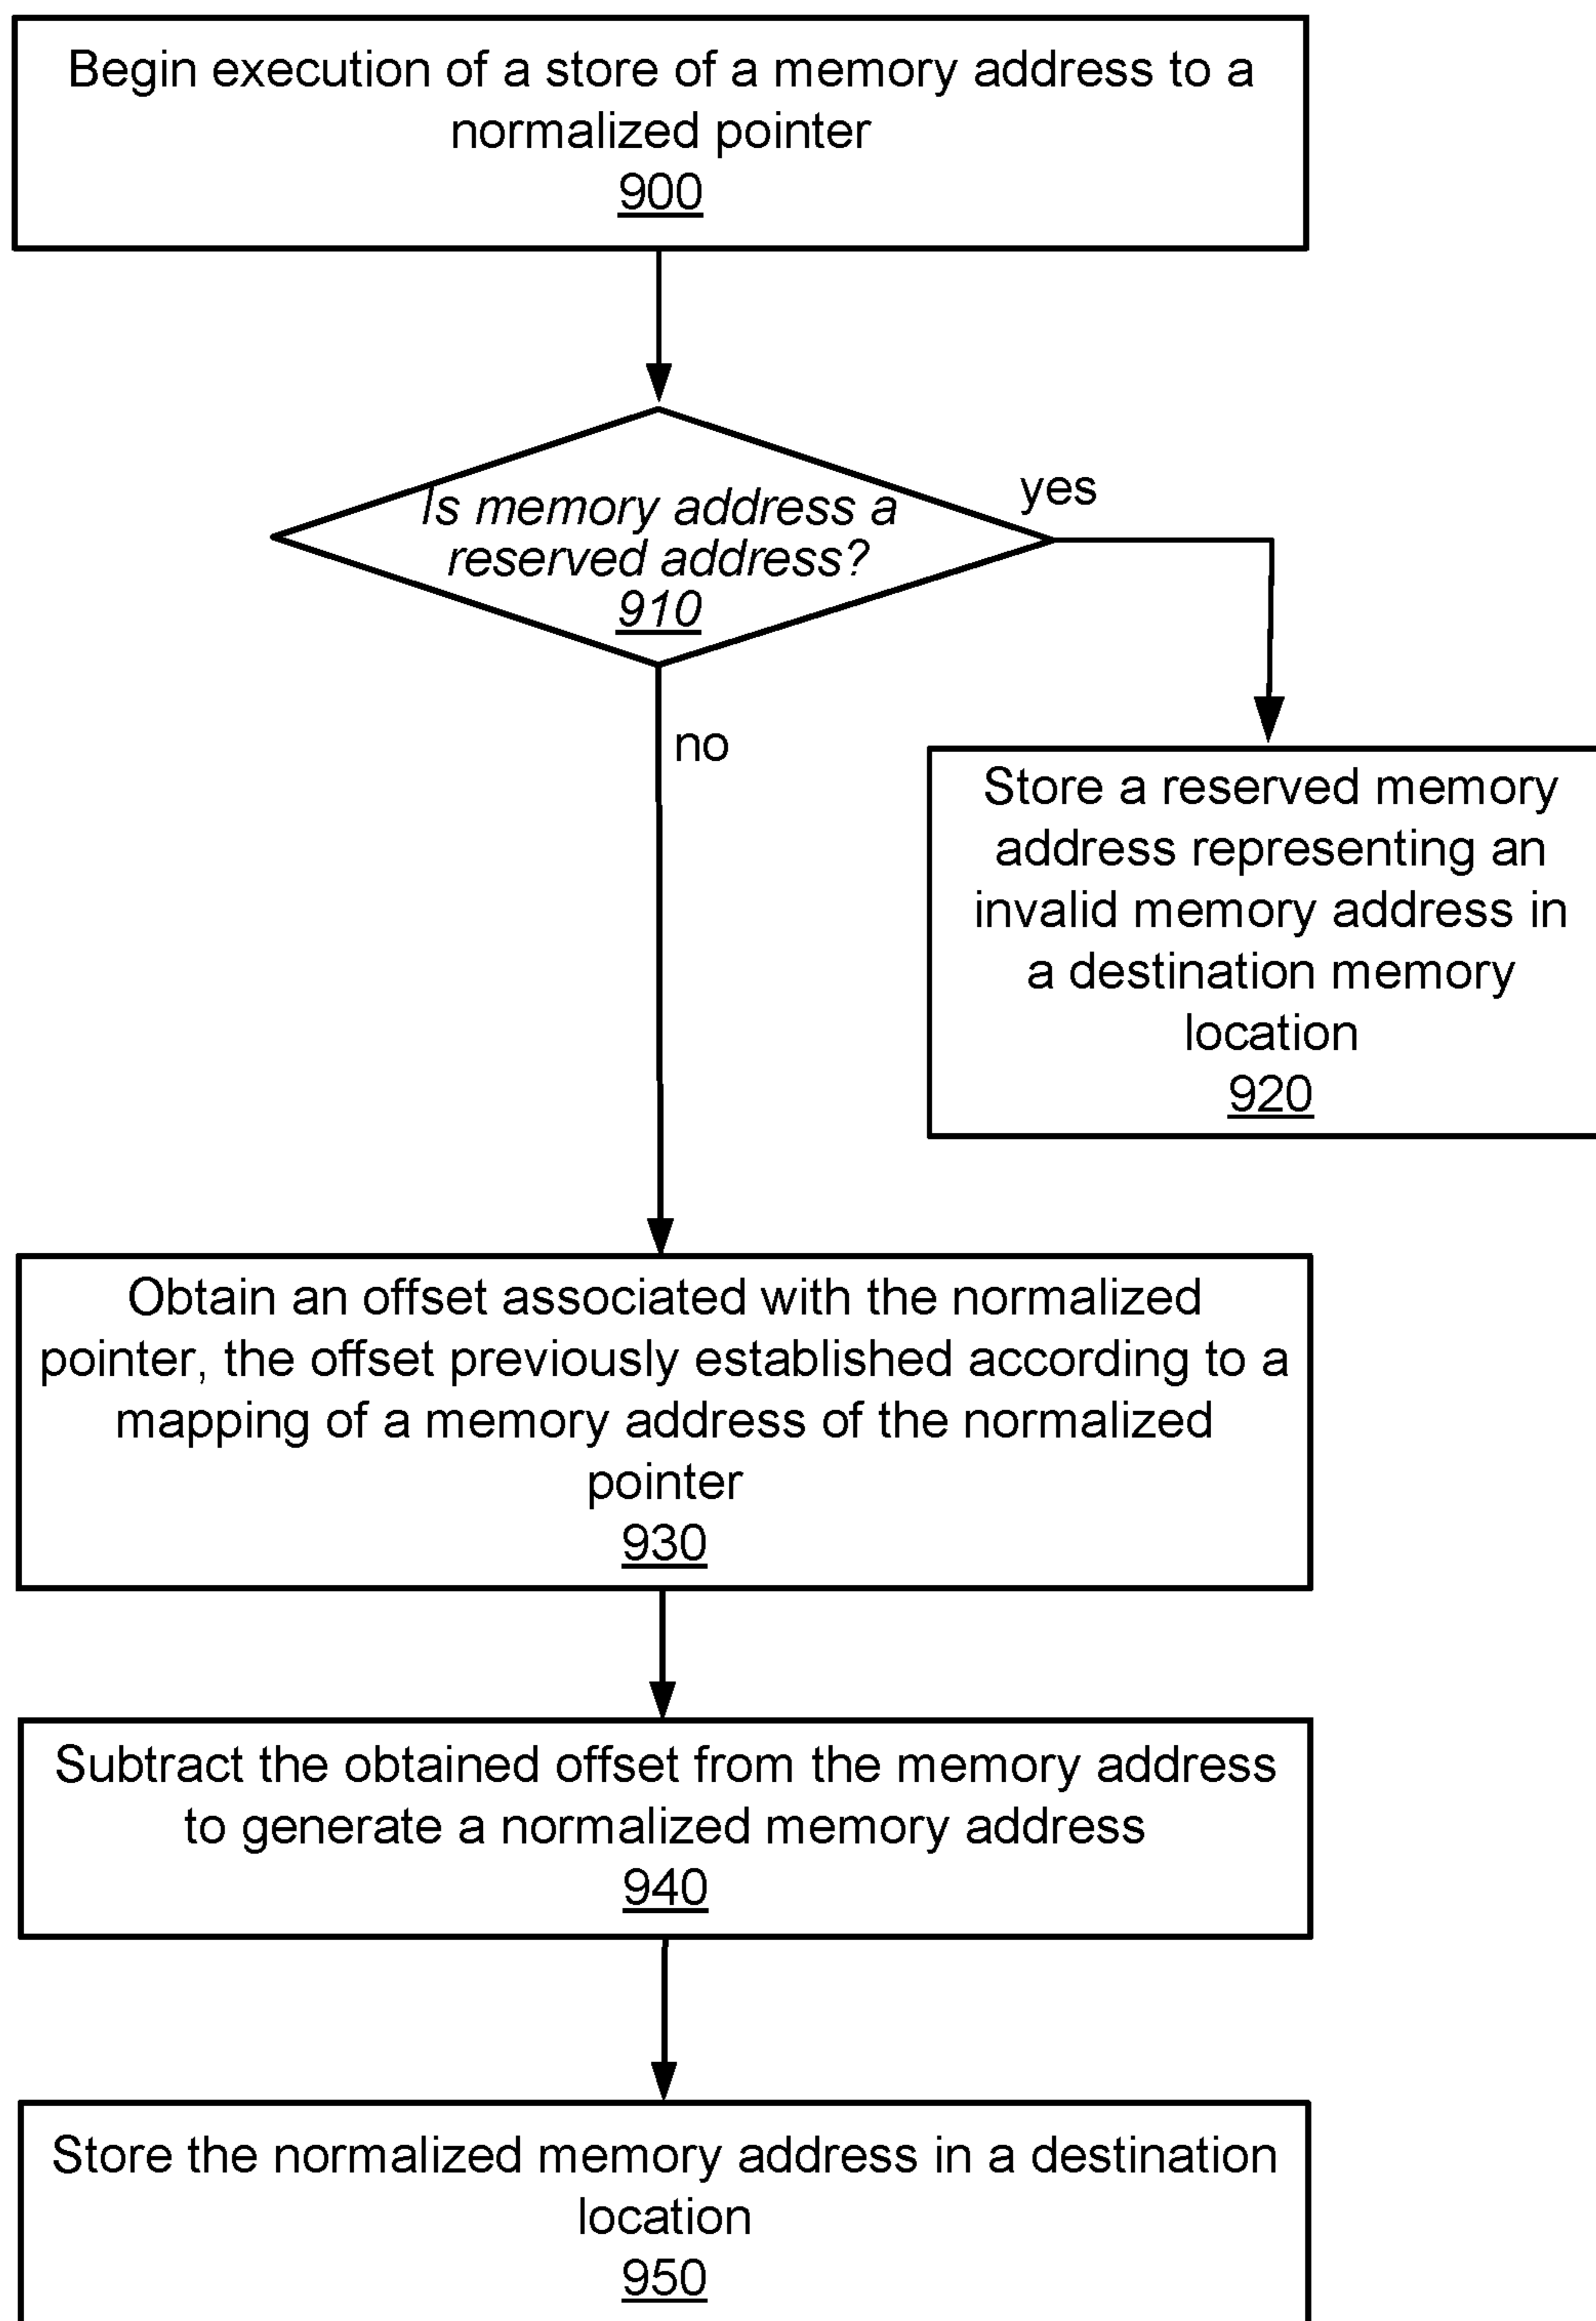 Begin execution of a store of a memory address to a
normalized pointer
900
Is memory address a
reserved address?
910
yes
no
Store a reserved memory
address representing an
invalid memory address in
a destination memory
location
920
Obtain an offset associated with the normalized
pointer, the offset previously established according to a
mapping of a memory address of the normalized
pointer
930
Subtract the obtained offset from the memory address
to generate a normalized memory address
940
Store the normalized memory address in a destination
location
950